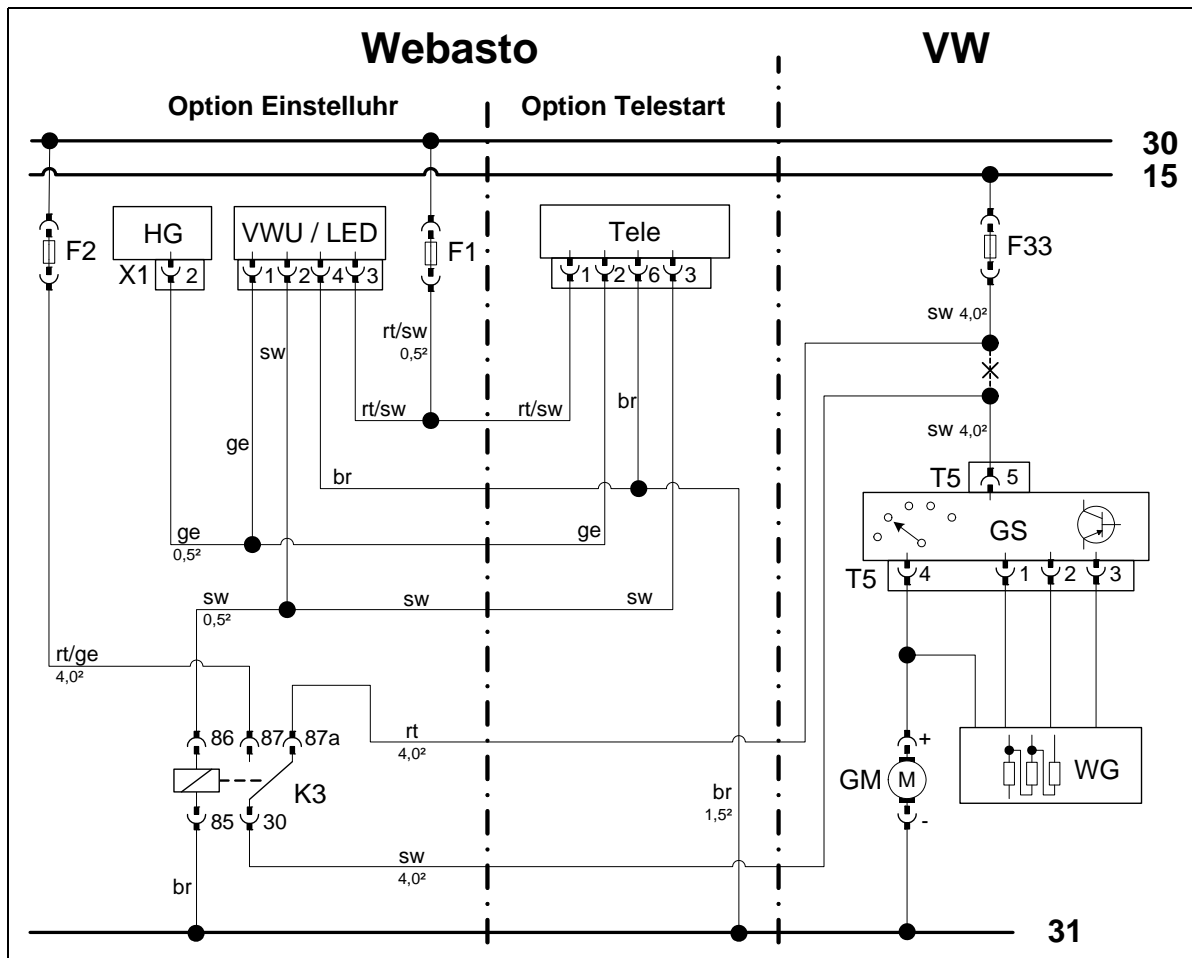 Webasto
VW
Option Einstelluhr
Option Telestart
30
15
F2
HG
X1
2
VWU / LED
1
2
4
3
F1
Tele
1
2
6
3
F33
rt/sw
0,5²
sw
sw 4,0²
rt/sw
rt/sw
br
ge
br
sw 4,0²
T5
5
GS
ge
0,5²
ge
T5
4
1
2
3
sw
0,5²
sw
sw
rt/ge
4,0²
rt
4,0²
86
87
87a
K3
85
30
+
GM
M
-
WG
br
1,5²
sw
4,0²
br
31